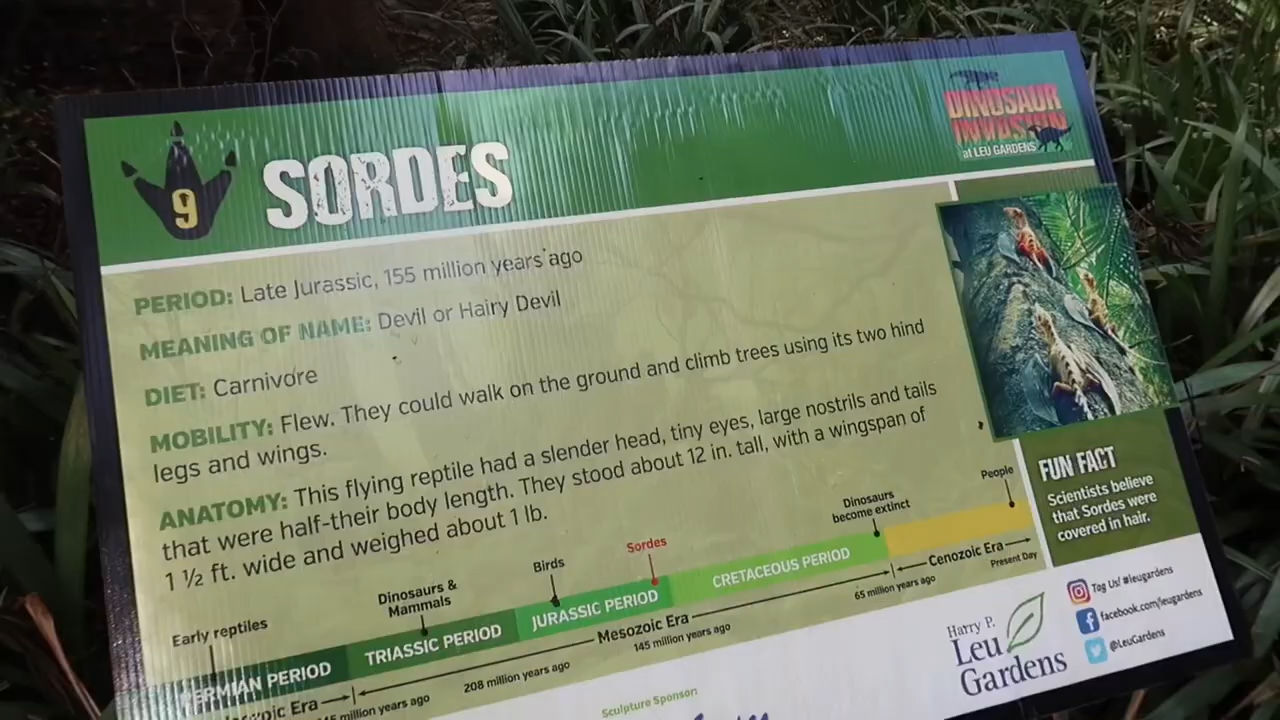 9
SORDES
DINOSAUR
INVASION
at LEU GARDENS
PERIOD: Late Jurassic, 155 million years ago
MEANING OF NAME: Devil or Hairy Devil
DIET: Carnivore
MOBILITY: Flew. They could walk on the ground and climb trees using its two hind
legs and wings.
ANATOMY: This flying reptile had a slender head, tiny eyes, large nostrils and tails
that were half-their body length. They stood about 12 in. tall, with a wingspan of
1 ½ ft. wide and weighed about 1 lb.
FUN FACT
Scientists believe
that Sordes were
covered in hair.
Early reptiles
Dinosaurs &
Mammals
Birds
Sordes
Dinosaurs
become extinct
People
PERMIAN PERIOD
TRIASSIC PERIOD
JURASSIC PERIOD
CRETACEOUS PERIOD
Era
million years ago
208 million years ago
Mesozoic Era
145 million years ago
65 million years ago
Cenozoic Era
Present Day
Sculpture Sponsor:
Harry P.
Leu
Gardens
Tag Us! #leugardens
facebook.com/leugardens
@LeuGardens